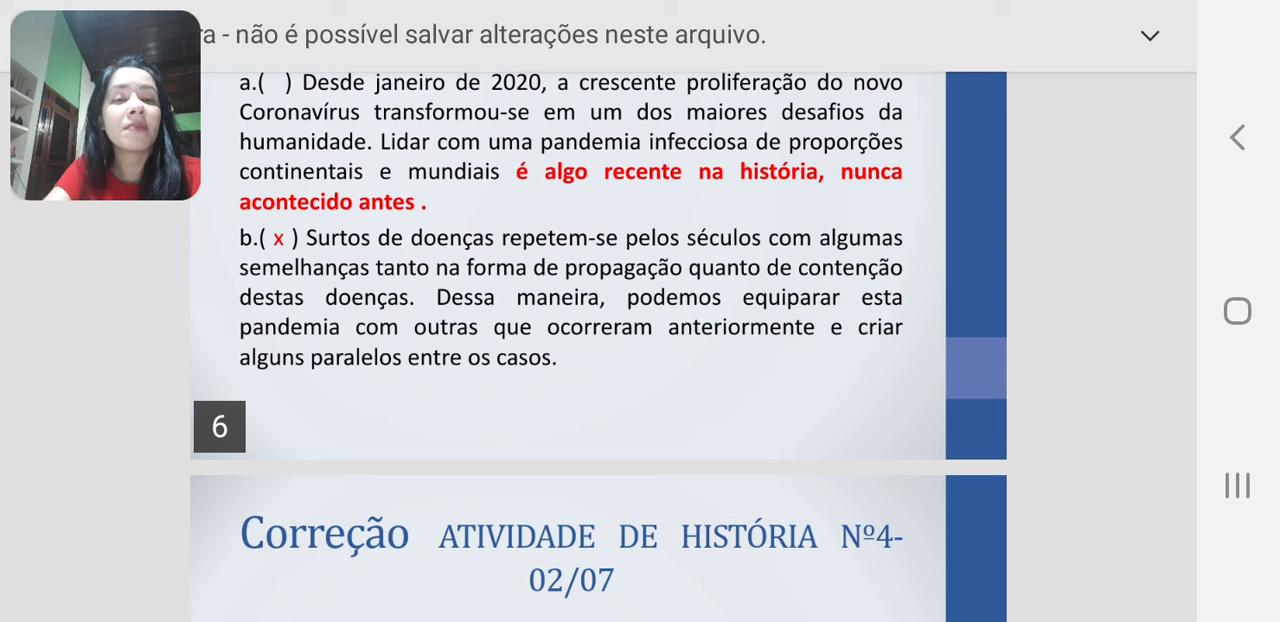 ra - não é possível salvar alterações neste arquivo.
a.( ) Desde janeiro de 2020, a crescente proliferação do novo
Coronavírus transformou-se em um dos maiores desafios da
humanidade. Lidar com uma pandemia infecciosa de proporções
continentais e mundiais é algo recente na história, nunca
acontecido antes .
b.( x ) Surtos de doenças repetem-se pelos séculos com algumas
semelhanças tanto na forma de propagação quanto de contenção
destas doenças. Dessa maneira, podemos equiparar esta
pandemia com outras que ocorreram anteriormente e criar
alguns paralelos entre os casos.
6
Correção ATIVIDADE DE HISTÓRIA Nº4-
02/07